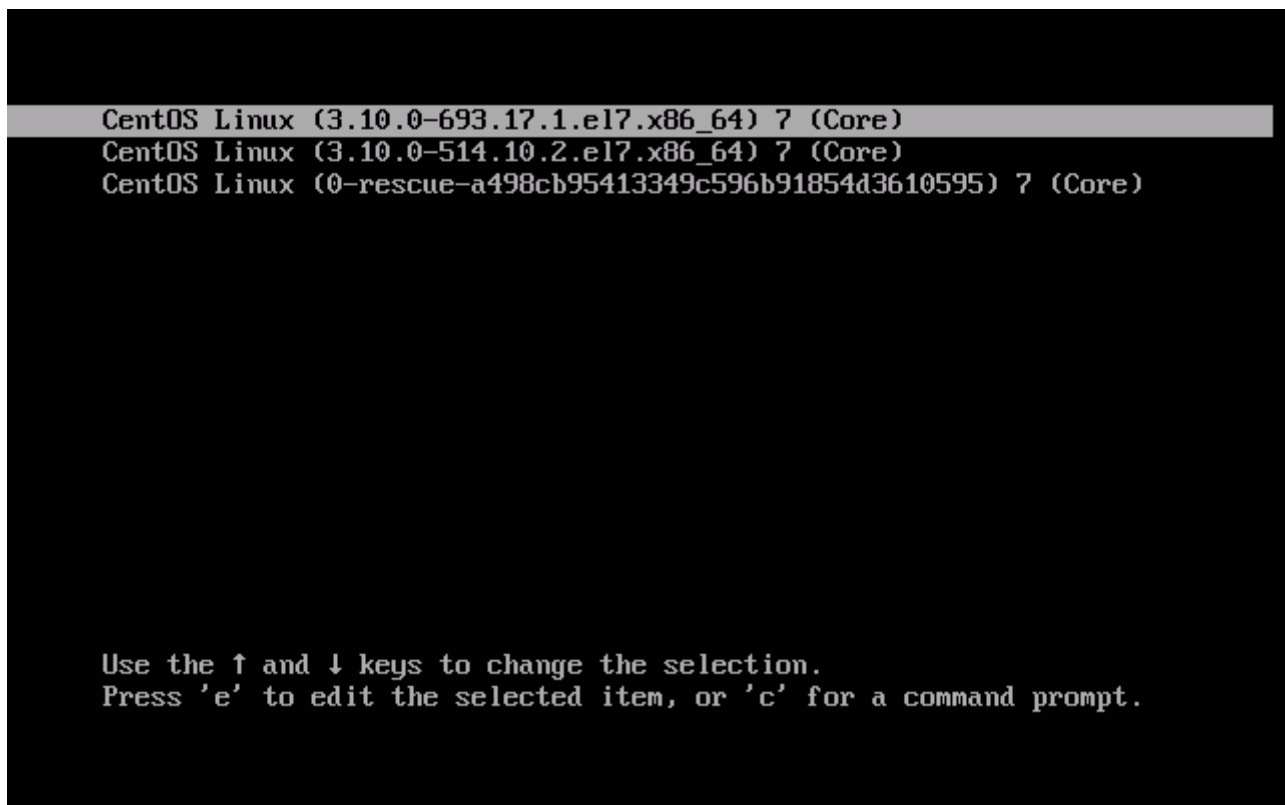 CentOS Linux (3.10.0-693.17.1.el7.x86_64) 7 (Core)
CentOS Linux (3.10.0-514.10.2.el7.x86_64) 7 (Core)
CentOS Linux (0-rescue-a498cb95413349c596b91854d3610595) 7 (Core)
Use the ↑ and ↓ keys to change the selection.
Press 'e' to edit the selected item, or 'c' for a command prompt.